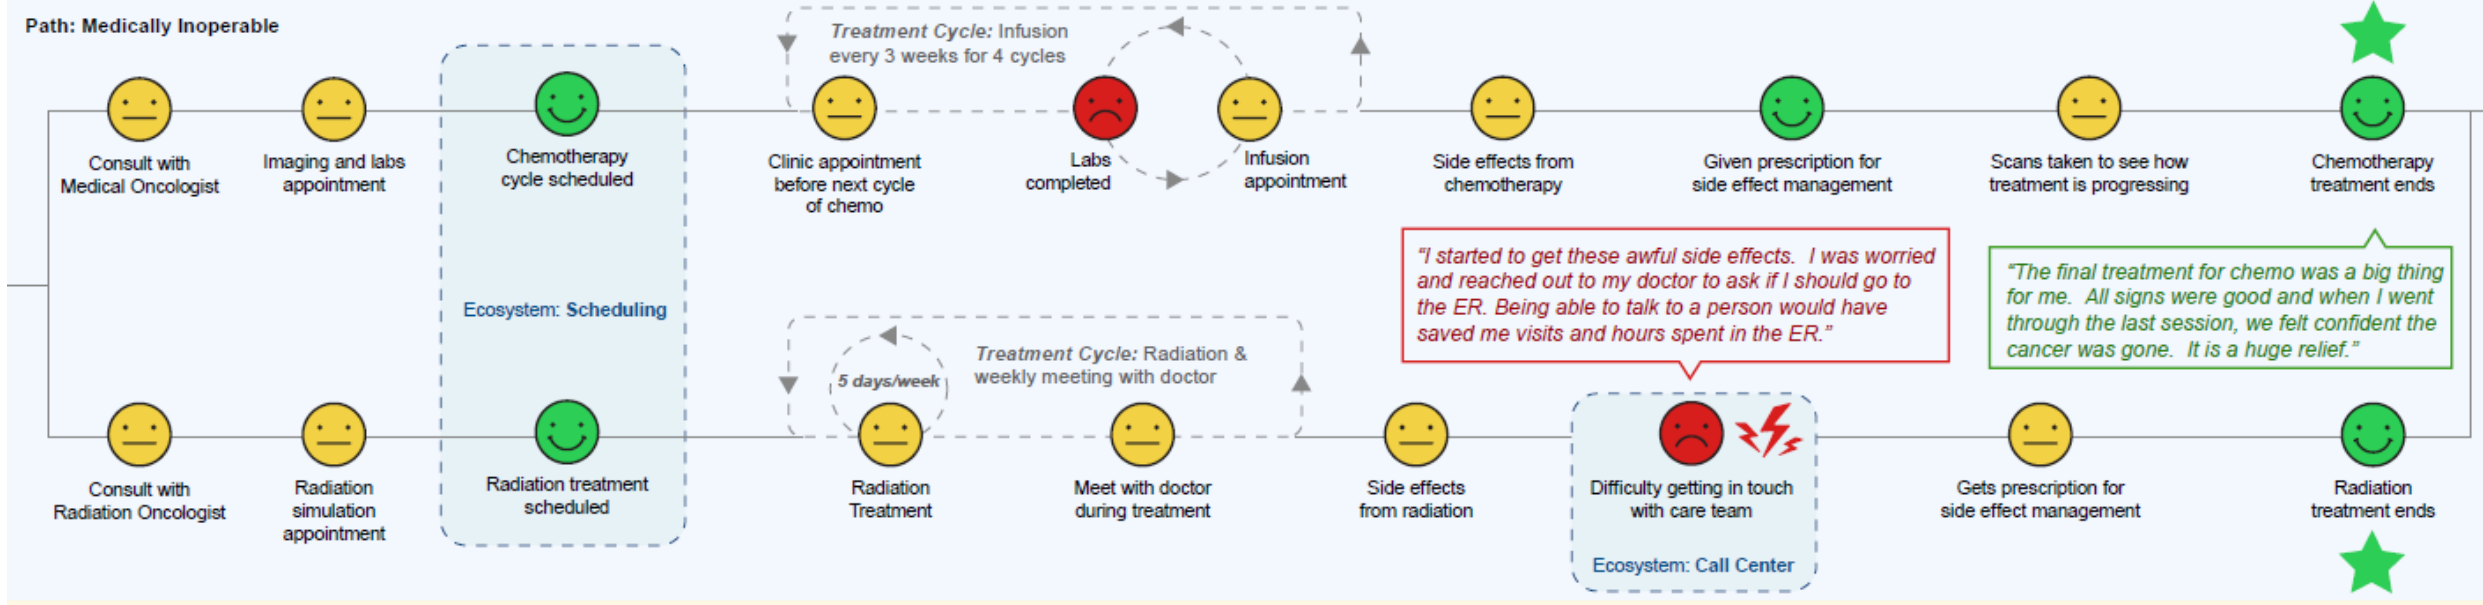 Path: Medically Inoperable
Treatment Cycle: Infusion
every 3 weeks for 4 cycles
Consult with
Medical Oncologist
Imaging and labs
appointment
Chemotherapy
cycle scheduled
Clinic appointment
before next cycle
of chemo
Labs
completed
Infusion
appointment
Side effects from
chemotherapy
Given prescription for
side effect management
Scans taken to see how
treatment is progressing
Chemotherapy
treatment ends
"I started to get these awful side effects. I was worried
and reached out to my doctor to ask if I should go to
the ER. Being able to talk to a person would have
saved me visits and hours spent in the ER."
"The final treatment for chemo was a big thing
for me. All signs were good and when I went
through the last session, we felt confident the
cancer was gone. It is a huge relief."
Ecosystem: Scheduling
Treatment Cycle: Radiation &
weekly meeting with doctor
5 days/week
Consult with
Radiation Oncologist
Radiation
simulation
appointment
Radiation treatment
scheduled
Radiation
Treatment
Meet with doctor
during treatment
Side effects
from radiation
Difficulty getting in touch
with care team
Ecosystem: Call Center
Gets prescription for
side effect management
Radiation
treatment ends